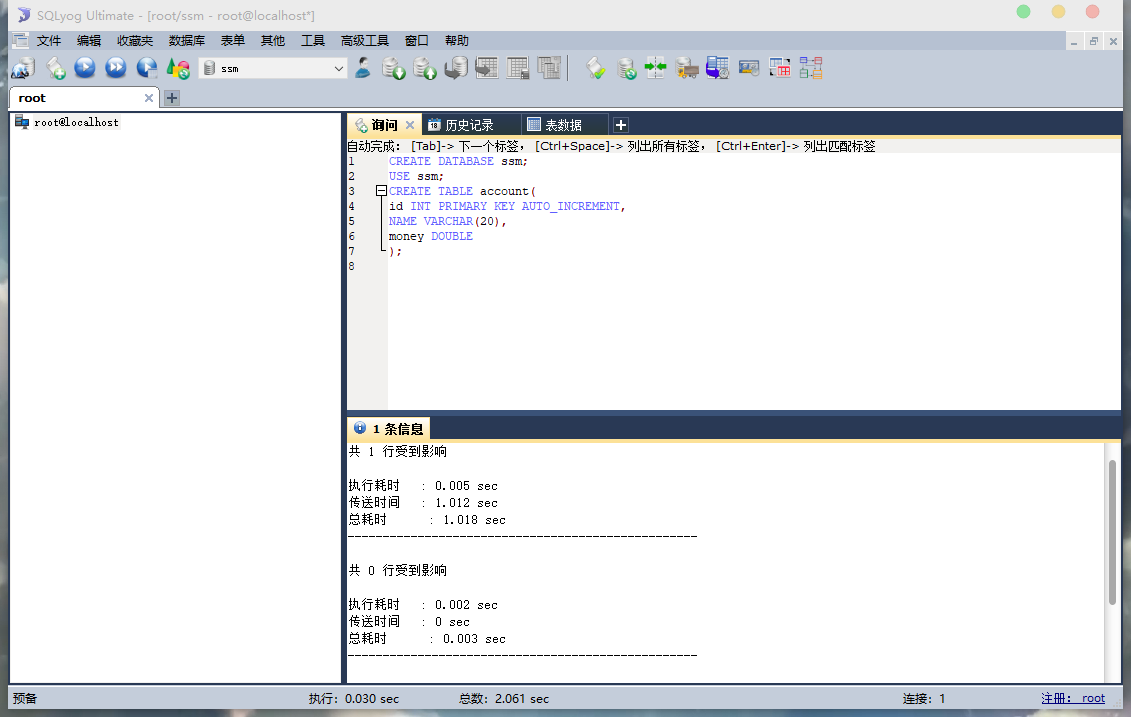 SQLyog Ultimate - [root/ssm - root@localhost*]
文件 编辑 收藏夹 数据库 表单 其他 工具 高级工具 窗口 帮助
ssm
root
root@localhost
询问 历史记录 表数据
自动完成: [Tab]-> 下一个标签, [Ctrl+Space]-> 列出所有标签, [Ctrl+Enter]-> 列出匹配标签
1 CREATE DATABASE ssm;
2 USE ssm;
3 CREATE TABLE account(
4 id INT PRIMARY KEY AUTO_INCREMENT,
5 NAME VARCHAR(20),
6 money DOUBLE
7 );
8
1 条信息
共 1 行受到影响
执行耗时 : 0.005 sec
传送时间 : 1.012 sec
总耗时 : 1.018 sec
--------------------------------------------------
共 0 行受到影响
执行耗时 : 0.002 sec
传送时间 : 0 sec
总耗时 : 0.003 sec
--------------------------------------------------
预备 执行: 0.030 sec 总数: 2.061 sec 连接: 1 注册: root